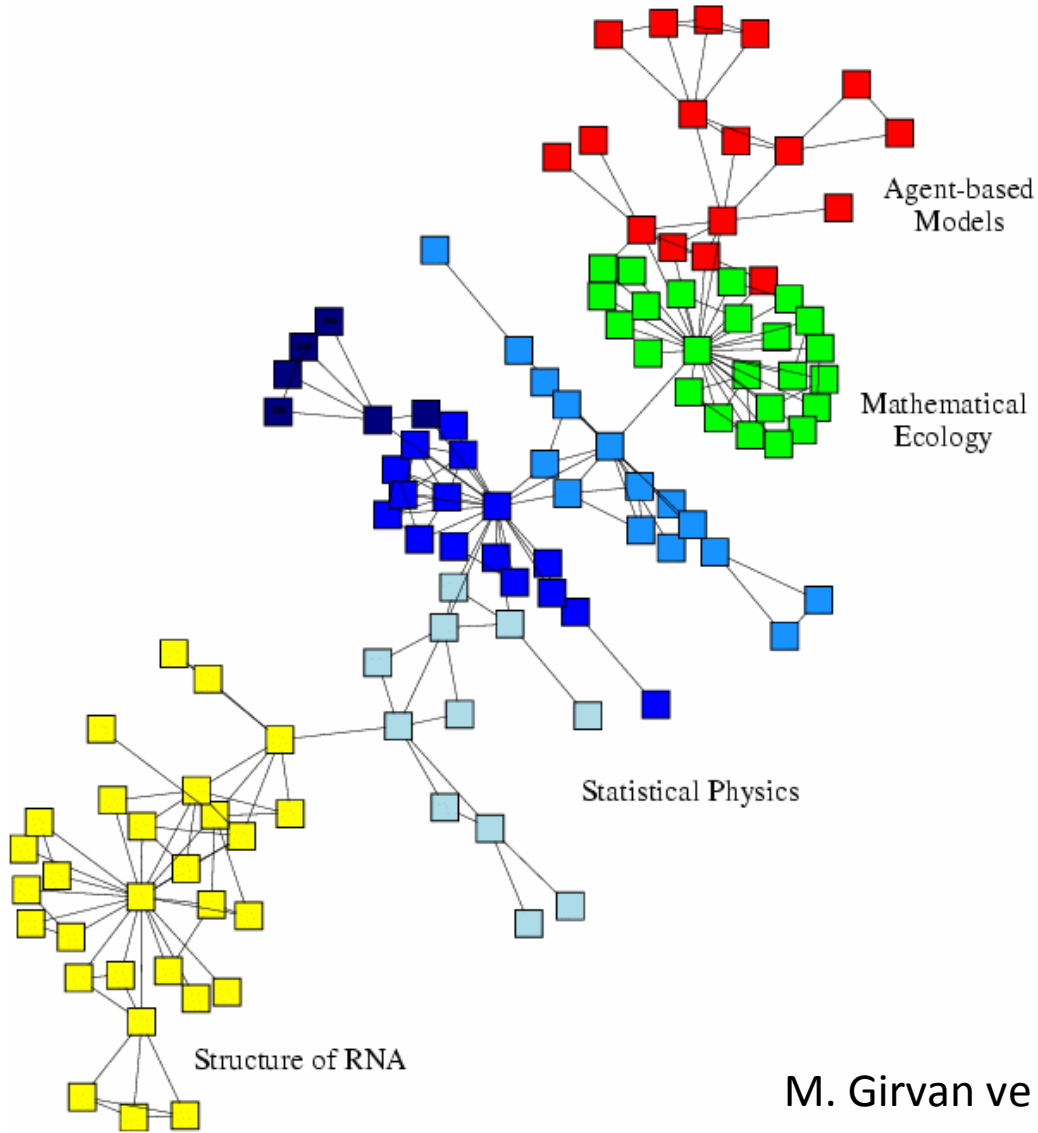 Agent-based
Models
Mathematical
Ecology
Statistical Physics
Structure of RNA
M. Girvan ve